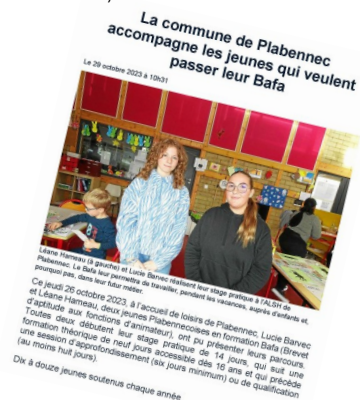 La commune de Plabennec
accompagne les jeunes qui veulent
passer leur Bafa
Le 29 octobre 2023 à 10h31
Léane Hameau (à gauche) et Lucie Barvec réalisent leur stage pratique à l'ALSH de
Plabennec. Le Bafa leur permettra de travailler, pendant les vacances, auprès d'enfants et,
pourquoi pas, dans leur futur métier.
Ce jeudi 26 octobre 2023, à l'accueil de loisirs de Plabennec, Lucie Barvec
et Léane Hameau, deux jeunes Plabennecoises en formation Bafa (Brevet
d'aptitude aux fonctions d'animateur), ont pu présenter leurs parcours.
Toutes deux débutent leur stage pratique de 14 jours, qui suit une
formation théorique de neuf jours accessible dès 16 ans et qui précède
une session d'approfondissement (six jours minimum) ou de qualification
(au moins huit jours).
Dix à douze jeunes soutenus chaque année